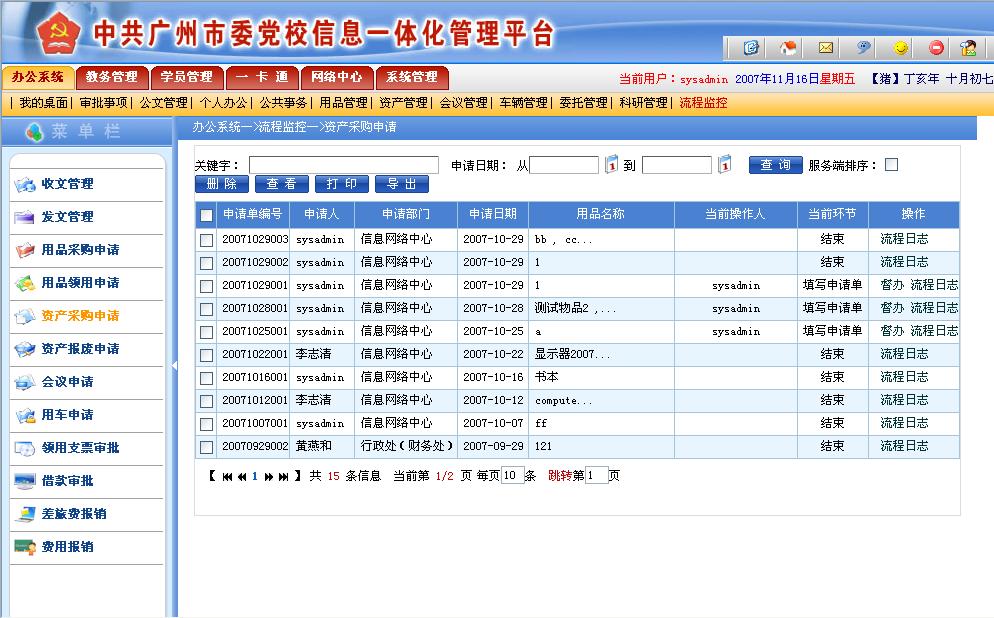 中共广州市委党校信息一体化管理平台
办公系统 教务管理 学员管理 一 卡 通 网络中心 系统管理
当前用户：sysadmin 2007年11月16日星期五 【猪】丁亥年 十月初七
| 我的桌面| 审批事项| 公文管理| 个人办公| 公共事务| 用品管理| 资产管理| 会议管理| 车辆管理| 委托管理| 科研管理| 流程监控
菜 单 栏
办公系统—>流程监控—>资产采购申请
收文管理
发文管理
用品采购申请
用品领用申请
资产采购申请
资产报废申请
会议申请
用车申请
领用支票审批
借款审批
差旅费报销
费用报销
关键字： 申请日期： 从 1 到 1 查 询 服务端排序：
删 除 查 看 打 印 导 出
申请单编号 申请人 申请部门 申请日期 用品名称 当前操作人 当前环节 操作
20071029003 sysadmin 信息网络中心 2007-10-29 bb , cc... 结束 流程日志
20071029002 sysadmin 信息网络中心 2007-10-29 1 结束 流程日志
20071029001 sysadmin 信息网络中心 2007-10-29 1 sysadmin 填写申请单 督办 流程日志
20071028001 sysadmin 信息网络中心 2007-10-28 测试物品2 ,... sysadmin 填写申请单 督办 流程日志
20071025001 sysadmin 信息网络中心 2007-10-25 a sysadmin 填写申请单 督办 流程日志
20071022001 李志清 信息网络中心 2007-10-22 显示器2007... 结束 流程日志
20071016001 sysadmin 信息网络中心 2007-10-16 书本 结束 流程日志
20071012001 李志清 信息网络中心 2007-10-12 compute... 结束 流程日志
20071007001 sysadmin 信息网络中心 2007-10-07 ff 结束 流程日志
20070929002 黄燕和 行政处（财务处） 2007-09-29 121 结束 流程日志
【 1 】 共 15 条信息 当前第 1/2 页 每页10条 跳转第1页